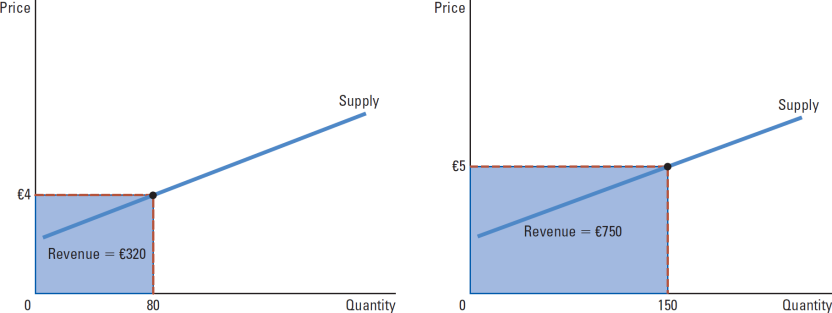 Price
Supply
€4
Revenue = €320
0
80
Quantity
Price
Supply
€5
Revenue = €750
0
150
Quantity